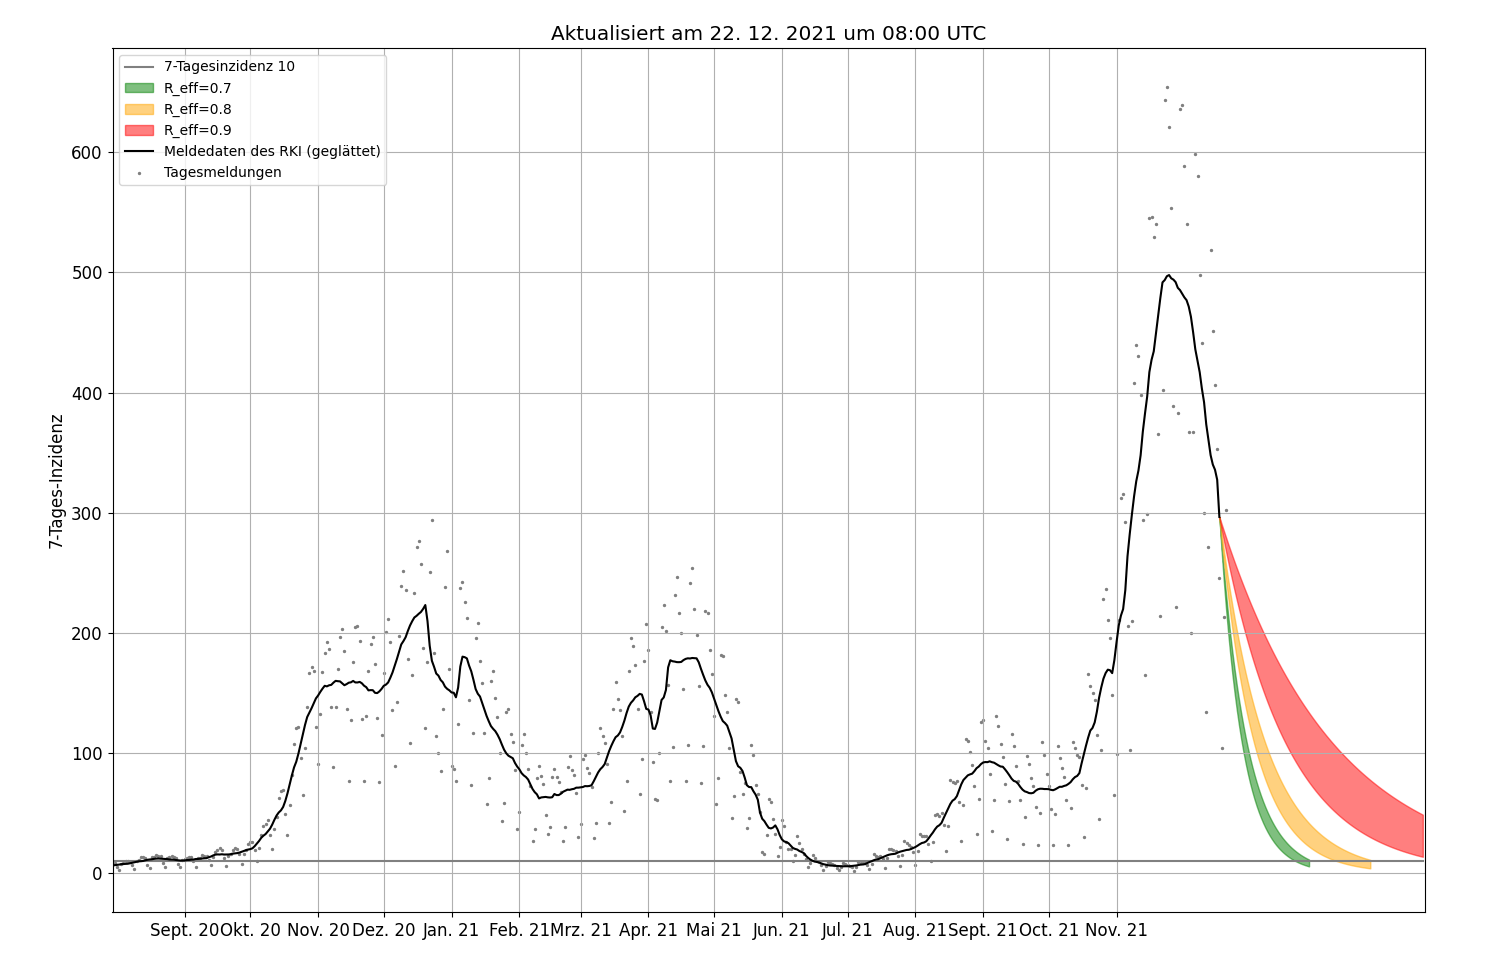 Aktualisiert am 22. 12. 2021 um 08:00 UTC
7-Tagesinzidenz 10
R_eff=0.7
R_eff=0.8
R_eff=0.9
Meldedaten des RKI (geglättet)
Tagesmeldungen
7-Tages-Inzidenz
600
500
400
300
200
100
0
Sept. 20 Okt. 20 Nov. 20 Dez. 20 Jan. 21 Feb. 21 Mrz. 21 Apr. 21 Mai 21 Jun. 21 Jul. 21 Aug. 21 Sept. 21 Oct. 21 Nov. 21